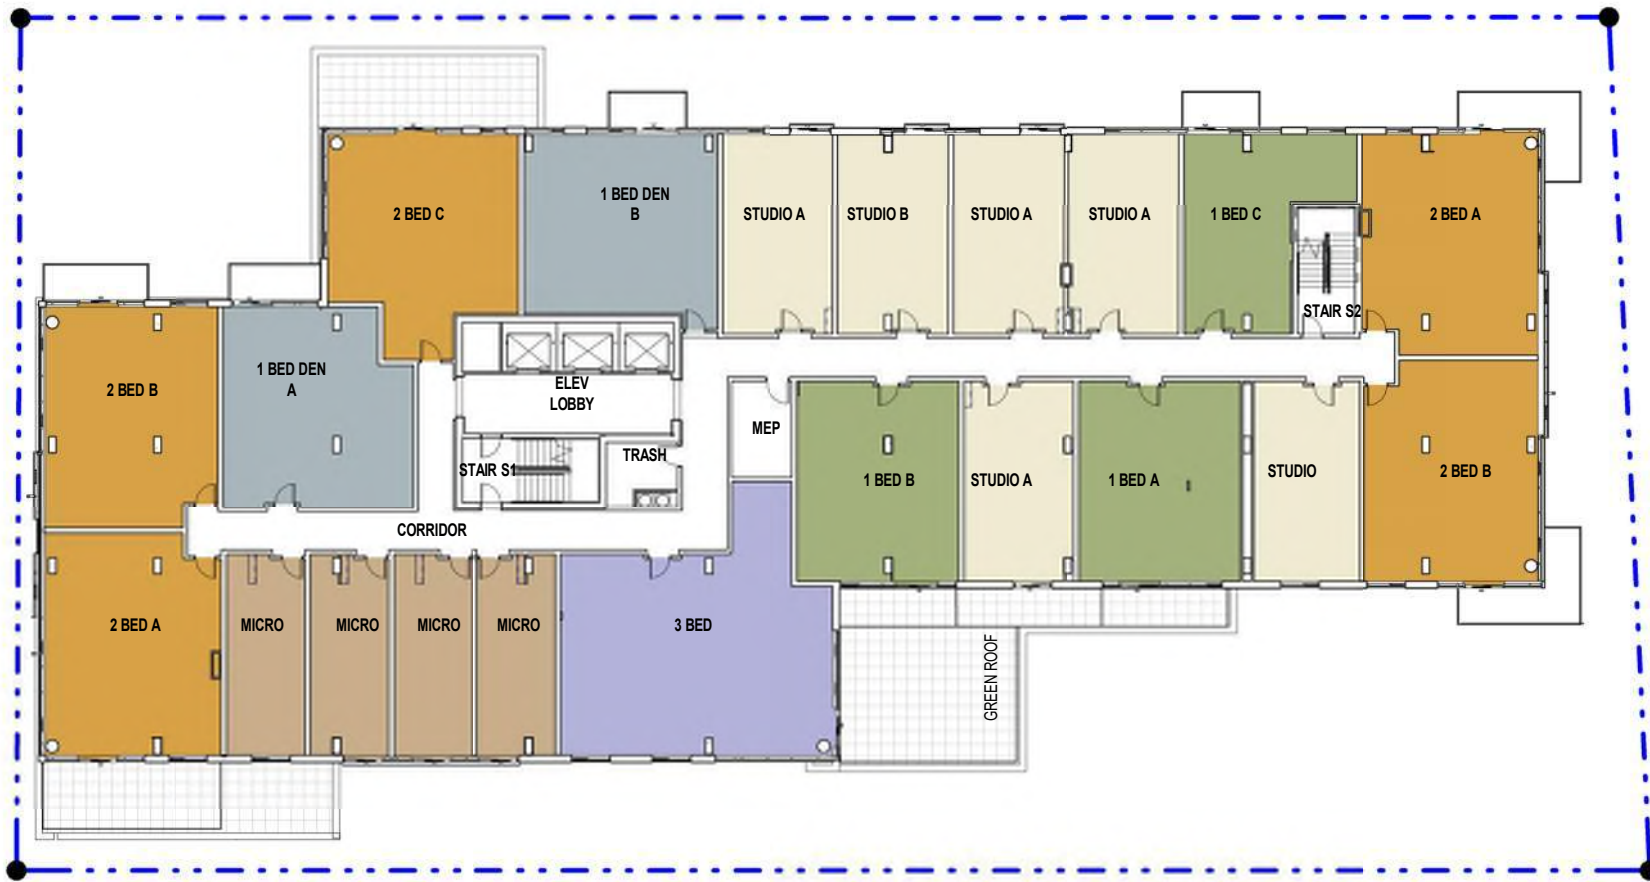 1 BED DEN
B
2 BED C
STUDIO A
STUDIO B
STUDIO A
STUDIO A
1 BED C
2 BED A
STAIR S2
2 BED B
1 BED DEN
A
ELEV
LOBBY
MEP
STAIR S1
TRASH
1 BED B
STUDIO A
1 BED A
STUDIO
2 BED B
CORRIDOR
2 BED A
MICRO
MICRO
MICRO
MICRO
3 BED
GREEN ROOF